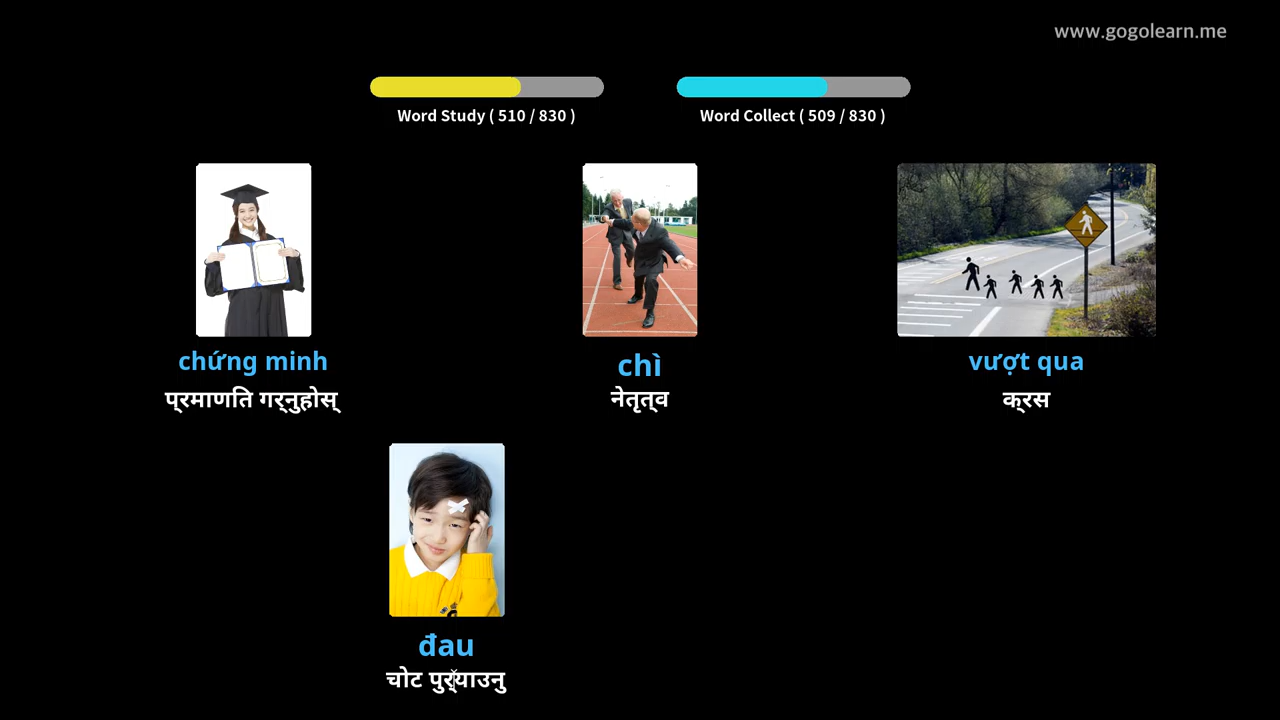 www.gogolearn.me
Word Study ( 510 / 830 )
Word Collect ( 509 / 830 )
chứng minh
प्रमाणित गर्नुहोस्
chì
नेतृत्व
vượt qua
क्रस
đau
चोट पुर्‍याउनु